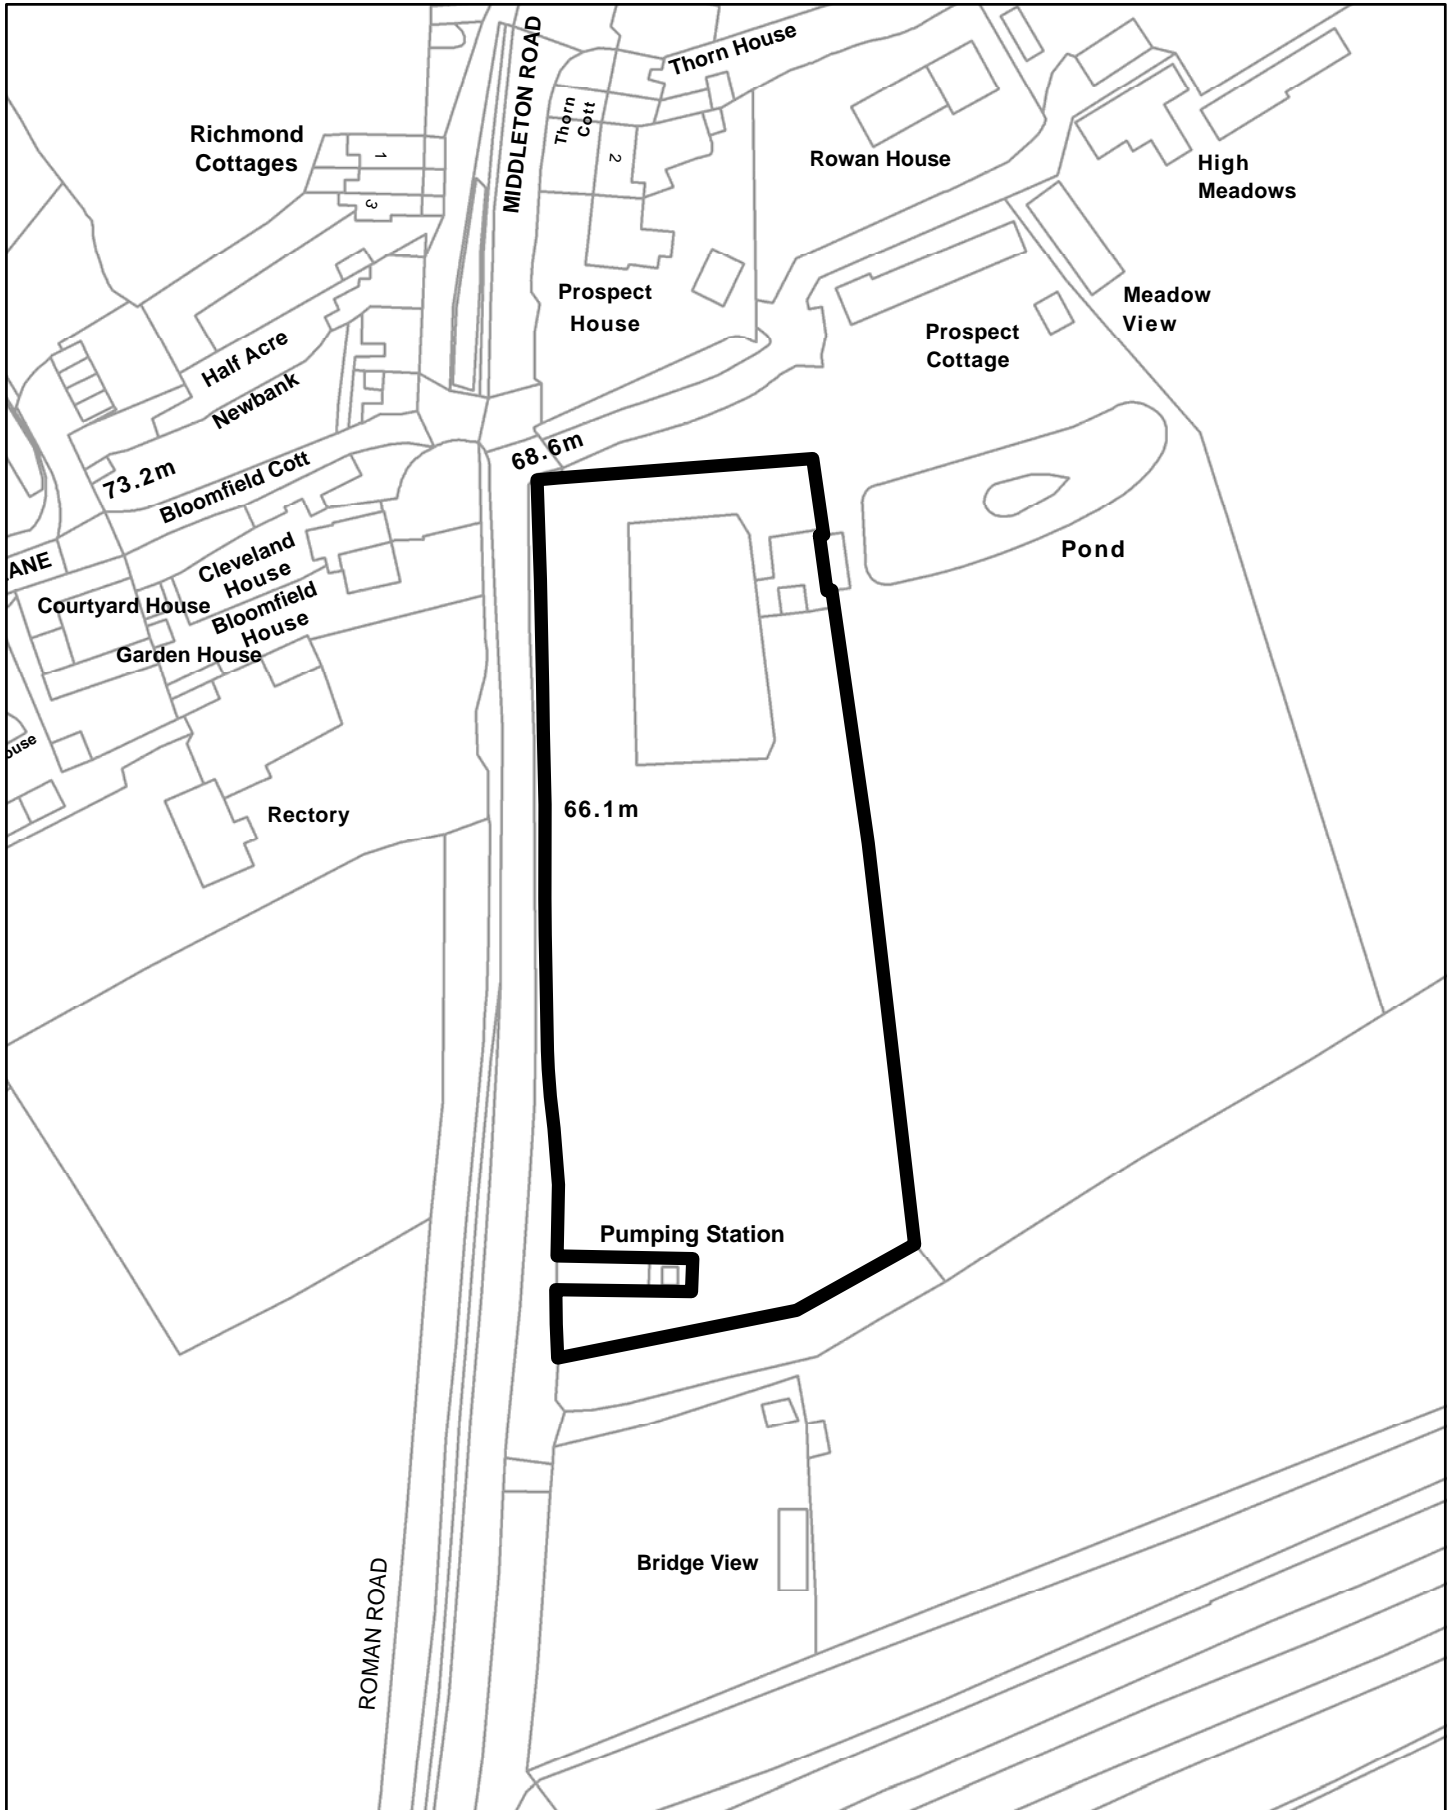 MIDDLETON ROAD
Thorn House
Thorn
Cott
2
Richmond
Cottages
1
3
Rowan House
High
Meadows
Prospect
House
Meadow
View
Prospect
Cottage
Half Acre
Newbank
68.6m
73.2m
Bloomfield Cott
Pond
ANE
Cleveland
House
Courtyard House
Bloomfield
House
Garden House
ouse
66.1m
Rectory
Pumping Station
Bridge View
ROMAN ROAD